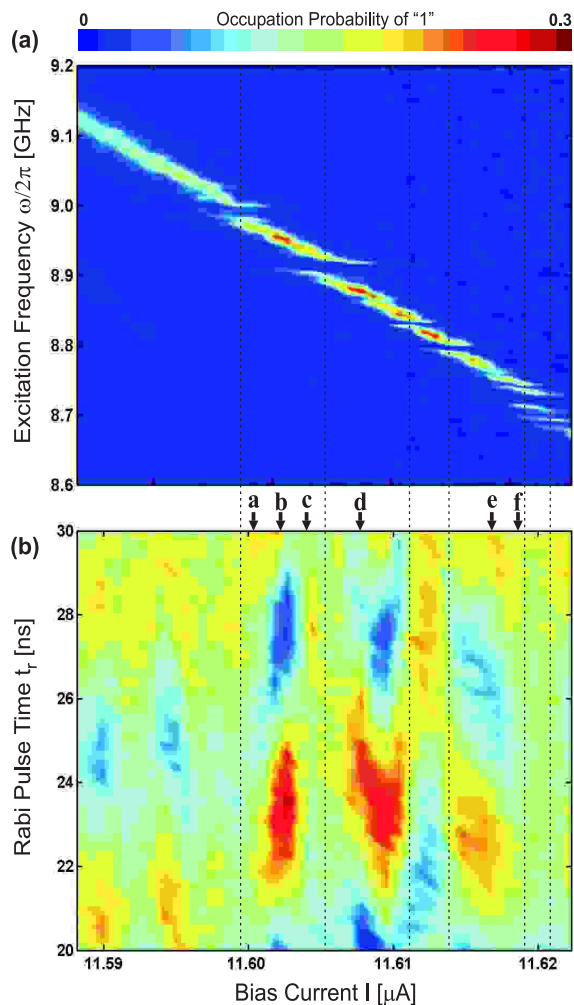 0 Occupation Probability of “1” 0.3
(a)
9.2
9.1
9.0
8.9
8.8
8.7
8.6
Excitation Frequency ω/2π [GHz]
a b c d e f
(b)
30
28
26
24
22
20
Rabi Pulse Time tr [ns]
11.59 11.60 11.61 11.62
Bias Current I [μA]